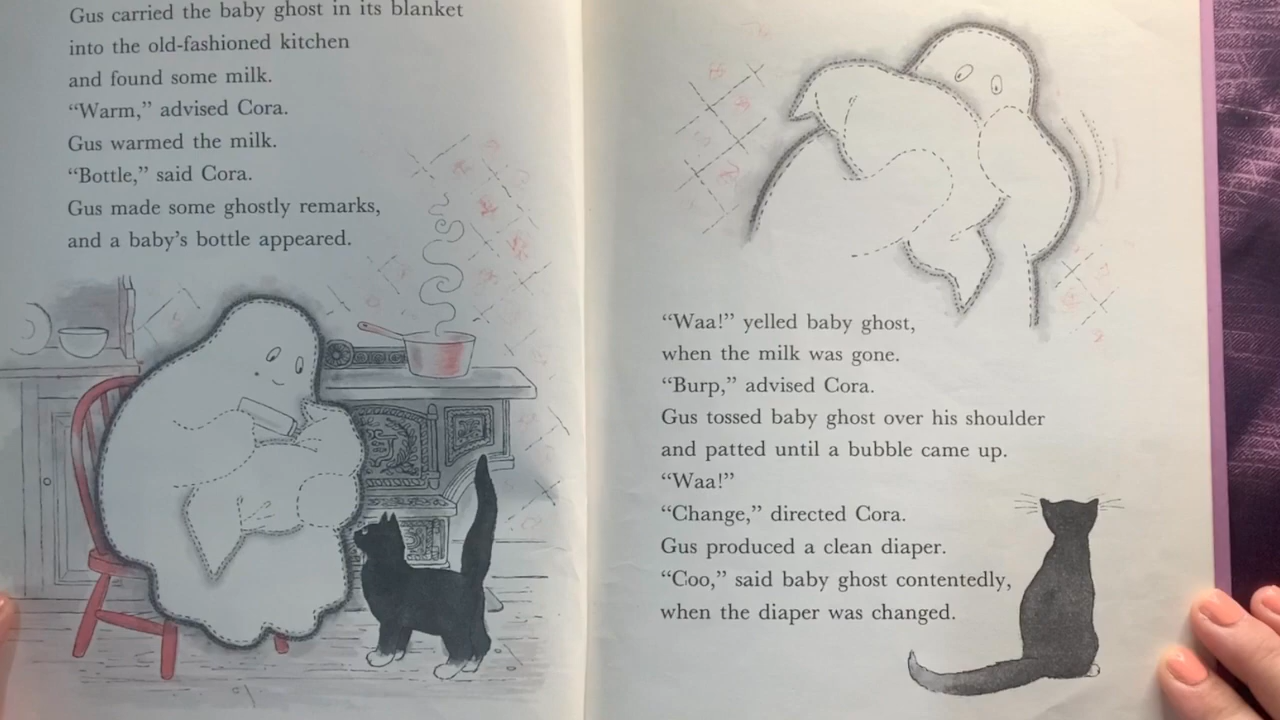 Gus carried the baby ghost in its blanket
into the old-fashioned kitchen
and found some milk.
“Warm,” advised Cora.
Gus warmed the milk.
“Bottle,” said Cora.
Gus made some ghostly remarks,
and a baby’s bottle appeared.
“Waa!” yelled baby ghost,
when the milk was gone.
“Burp,” advised Cora.
Gus tossed baby ghost over his shoulder
and patted until a bubble came up.
“Waa!”
“Change,” directed Cora.
Gus produced a clean diaper.
“Coo,” said baby ghost contentedly,
when the diaper was changed.